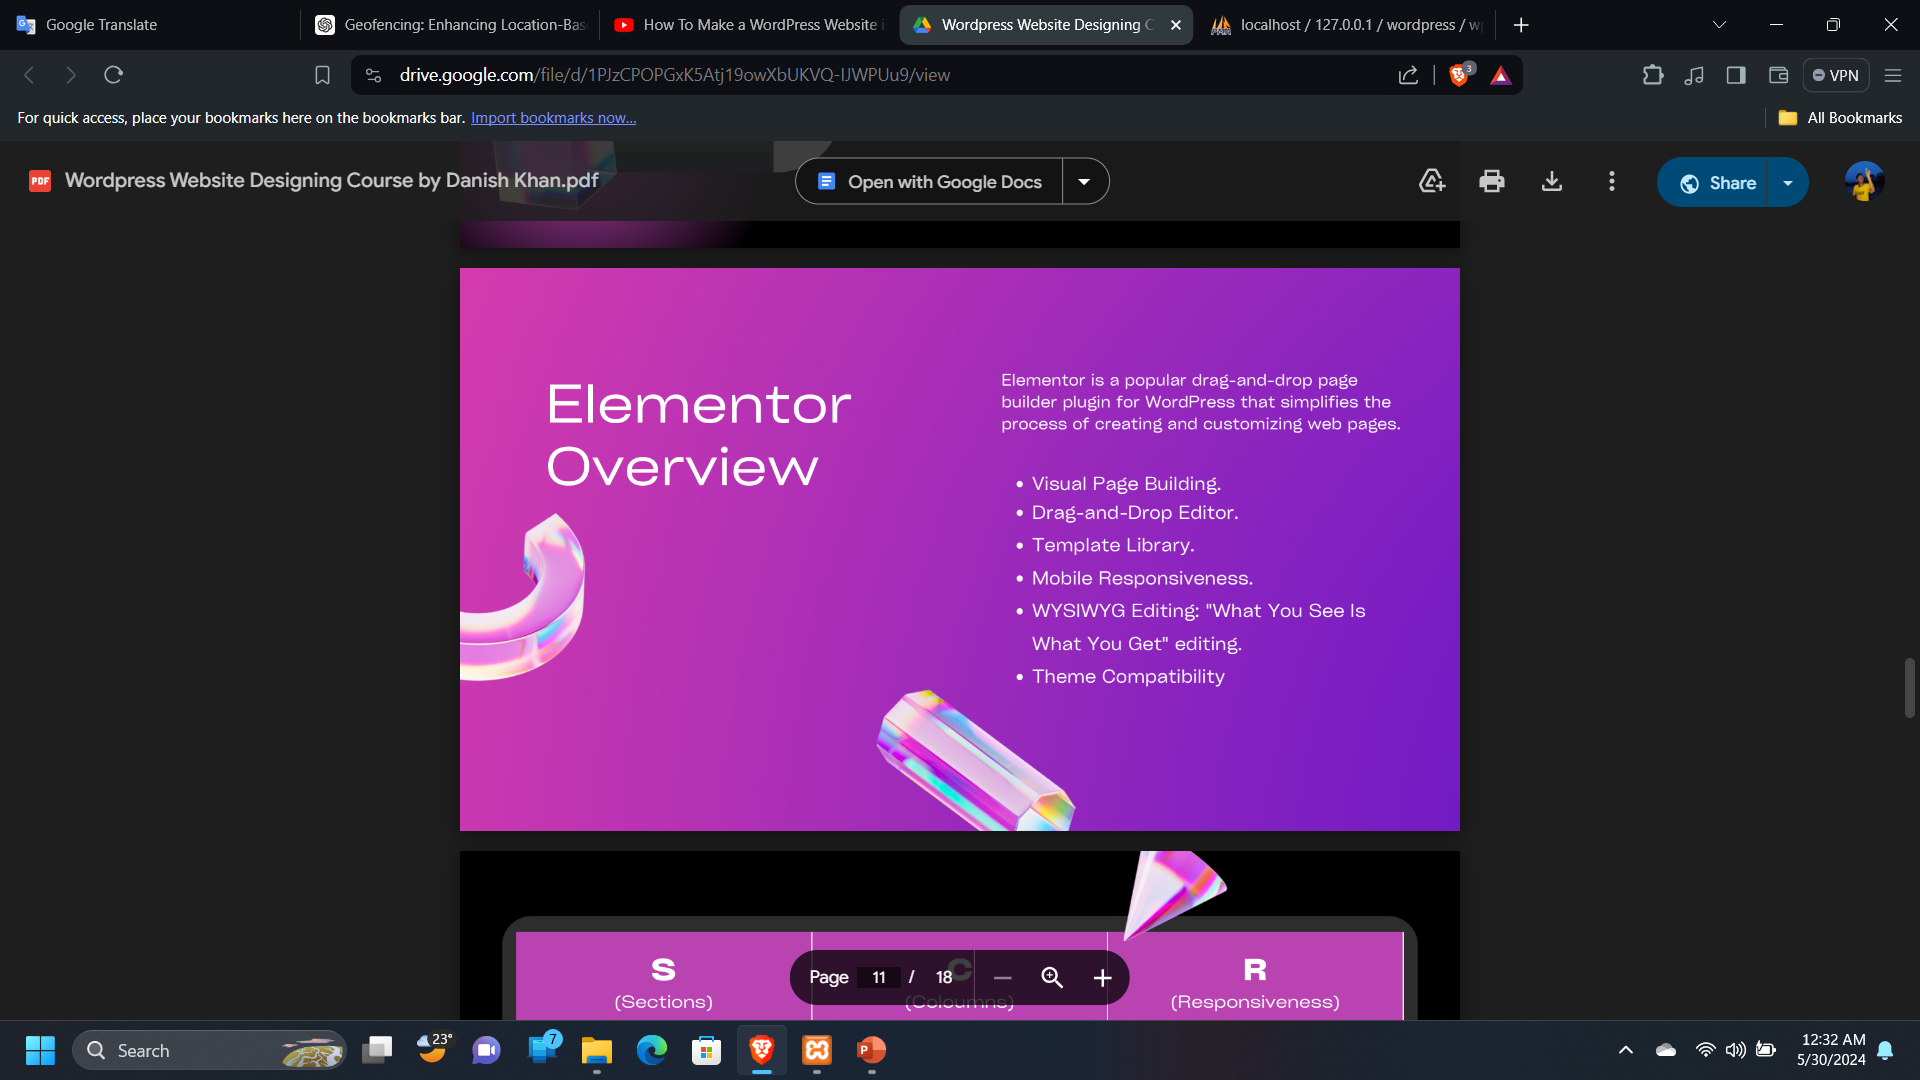 Google Translate
Geofencing: Enhancing Location-Bas
How To Make a WordPress Website i
Wordpress Website Designing C
localhost / 127.0.0.1 / wordpress / w
drive.google.com/file/d/1PJzCPOPGxK5Atj19owXbUKVQ-IJWPUu9/view
3
VPN
For quick access, place your bookmarks here on the bookmarks bar. Import bookmarks now...
All Bookmarks
PDF
Wordpress Website Designing Course by Danish Khan.pdf
Open with Google Docs
Share
Elementor
Overview
Elementor is a popular drag-and-drop page
builder plugin for WordPress that simplifies the
process of creating and customizing web pages.
• Visual Page Building.
• Drag-and-Drop Editor.
• Template Library.
• Mobile Responsiveness.
• WYSIWYG Editing: "What You See Is
What You Get" editing.
• Theme Compatibility
S
(Sections)
C
(Coloumns)
R
(Responsiveness)
Page 11 / 18
Search
23°
7
12:32 AM
5/30/2024